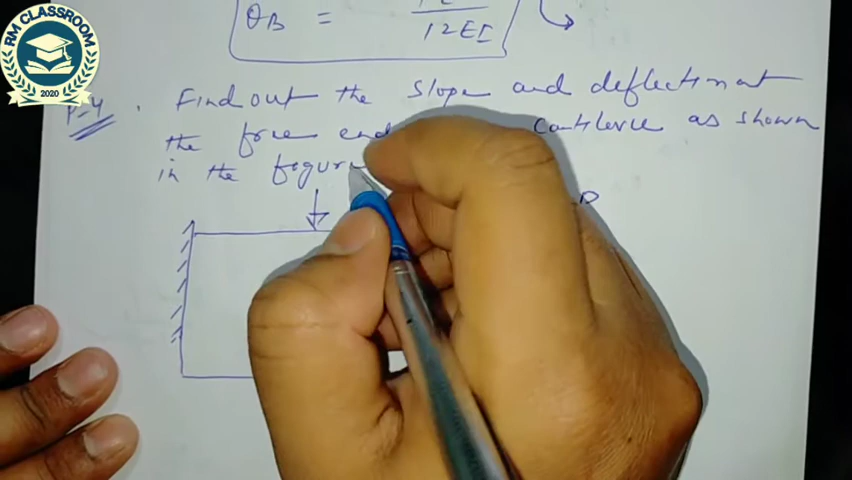 RM CLASSROOM
2020
θB = 12EI
P-4. Find out the slope and deflection at
the free end Cantilever as shown
in the figure
P